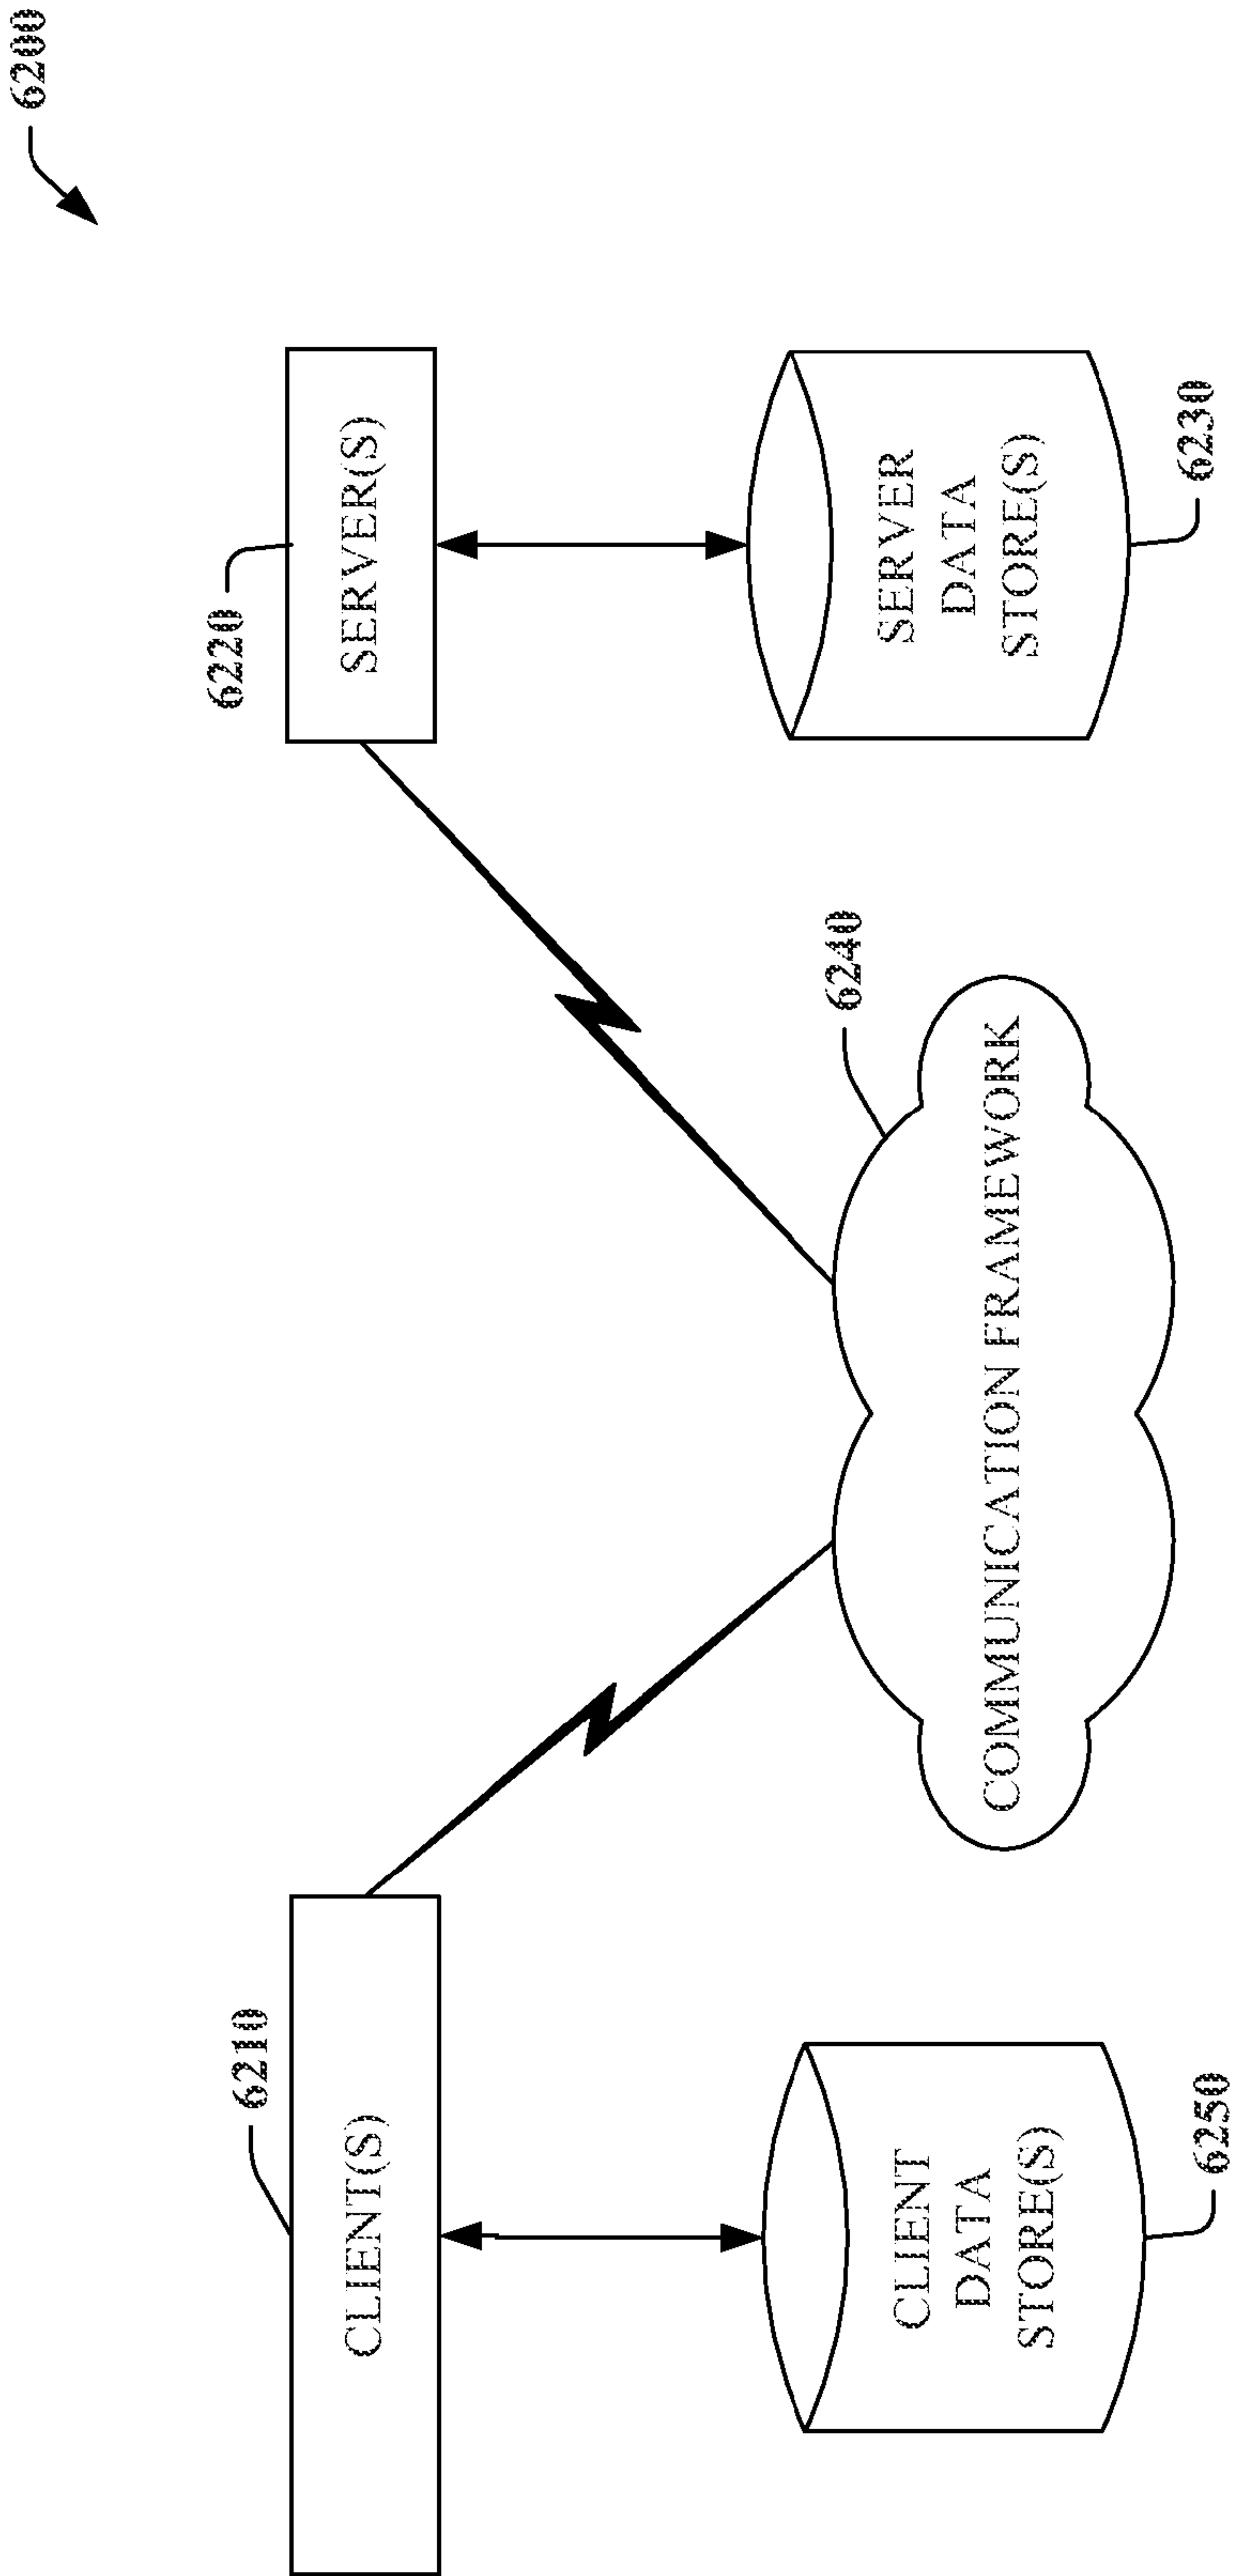 6200
6210
CLIENT(S)
6220
SERVER(S)
6240
COMMUNICATION FRAMEWORK
CLIENT
DATA
STORE(S)
6250
SERVER
DATA
STORE(S)
6230